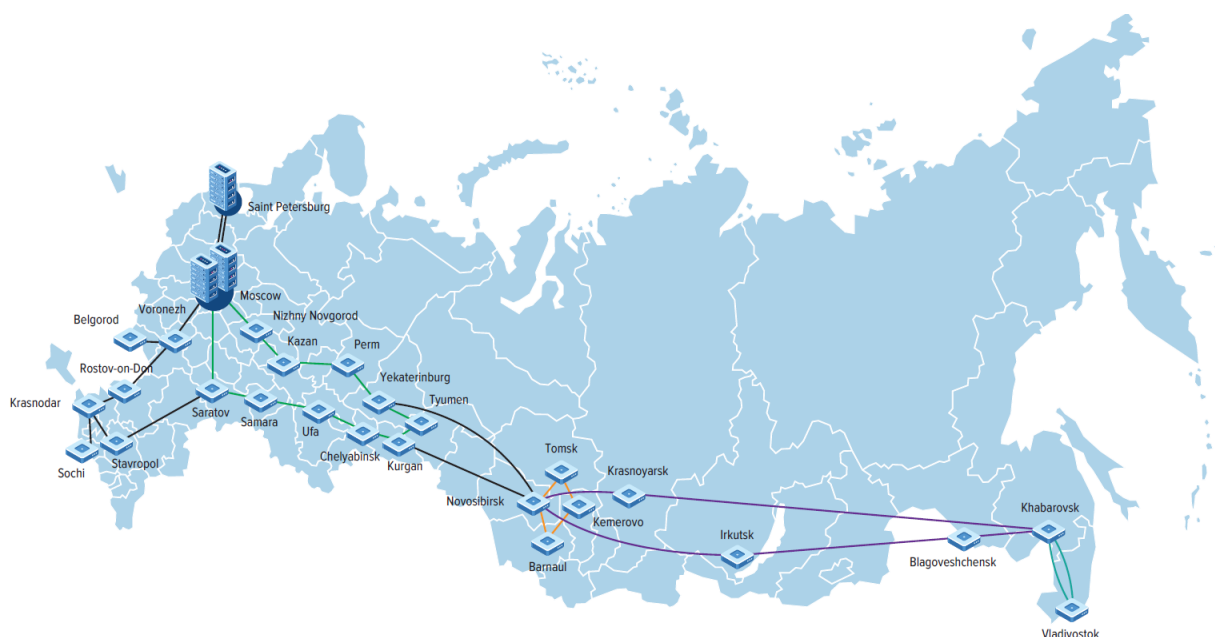 Saint Petersburg
Moscow
Voronezh
Belgorod
Nizhny Novgorod
Kazan
Perm
Rostov-on-Don
Yekaterinburg
Tyumen
Krasnodar
Saratov
Samara
Ufa
Chelyabinsk
Kurgan
Sochi
Stavropol
Tomsk
Krasnoyarsk
Novosibirsk
Kemerovo
Khabarovsk
Irkutsk
Blagoveshchensk
Barnaul
Vladivostok